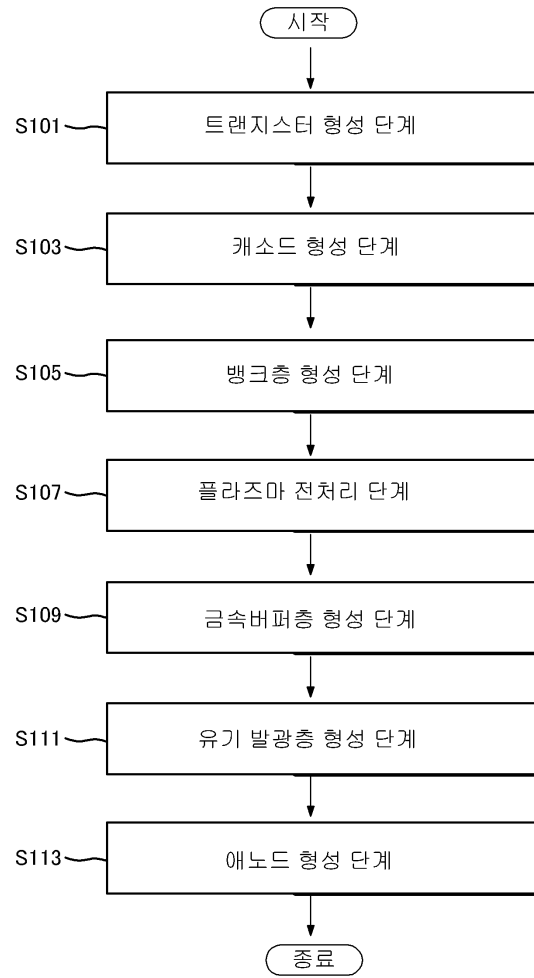 시작
S101 트랜지스터 형성 단계
S103 캐소드 형성 단계
S105 뱅크층 형성 단계
S107 플라즈마 전처리 단계
S109 금속버퍼층 형성 단계
S111 유기 발광층 형성 단계
S113 애노드 형성 단계
종료